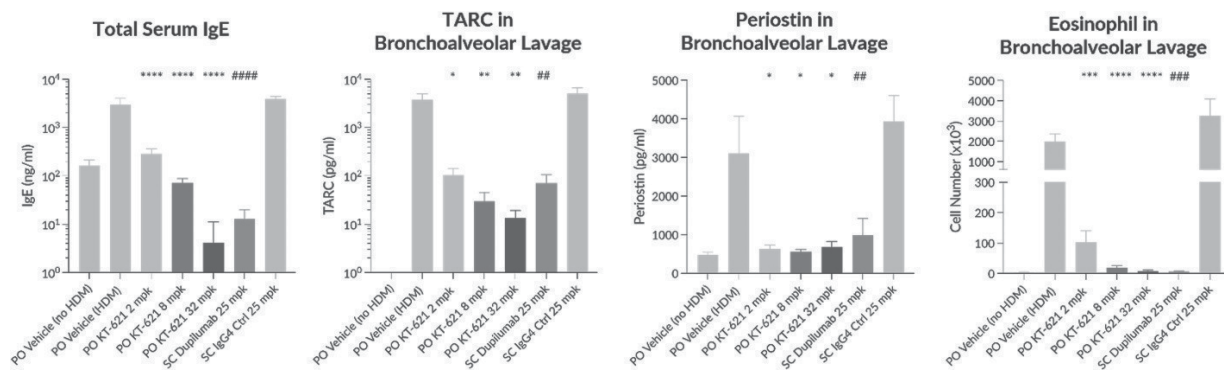 Total Serum IgE
**** **** **** ####
IgE (ng/ml)
10⁴
10³
10²
10¹
10⁰
PO Vehicle (no HDM)
PO Vehicle (HDM)
PO KT-621 2 mpk
PO KT-621 8 mpk
PO KT-621 32 mpk
SC Dupilumab 25 mpk
SC IgG4 Ctrl 25 mpk
TARC in
Bronchoalveolar Lavage
* ** ** ##
TARC (pg/ml)
10⁴
10³
10²
10¹
10⁰
PO Vehicle (no HDM)
PO Vehicle (HDM)
PO KT-621 2 mpk
PO KT-621 8 mpk
PO KT-621 32 mpk
SC Dupilumab 25 mpk
SC IgG4 Ctrl 25 mpk
Periostin in
Bronchoalveolar Lavage
* * * ##
Periostin (pg/ml)
5000
4000
3000
2000
1000
0
PO Vehicle (no HDM)
PO Vehicle (HDM)
PO KT-621 2 mpk
PO KT-621 8 mpk
PO KT-621 32 mpk
SC Dupilumab 25 mpk
SC IgG4 Ctrl 25 mpk
Eosinophil in
Bronchoalveolar Lavage
*** **** **** ###
Cell Number (x10³)
5000
4000
3000
2000
1000
300
200
100
0
PO Vehicle (no HDM)
PO Vehicle (HDM)
PO KT-621 2 mpk
PO KT-621 8 mpk
PO KT-621 32 mpk
SC Dupilumab 25 mpk
SC IgG4 Ctrl 25 mpk